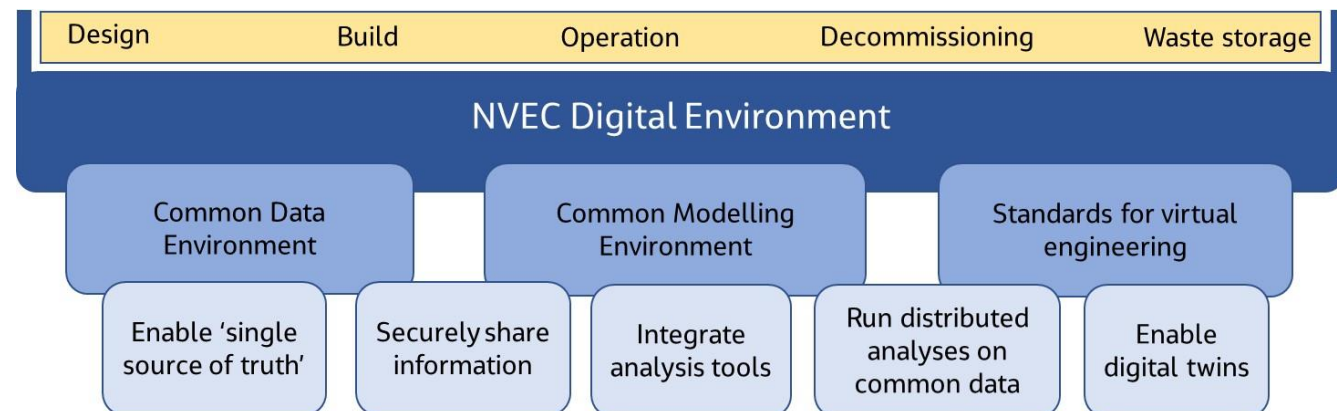 Design Build Operation Decommissioning Waste storage
NVEC Digital Environment
Common Data
Environment
Common Modelling
Environment
Standards for virtual
engineering
Enable ‘single
source of truth’
Securely share
information
Integrate
analysis tools
Run distributed
analyses on
common data
Enable
digital twins